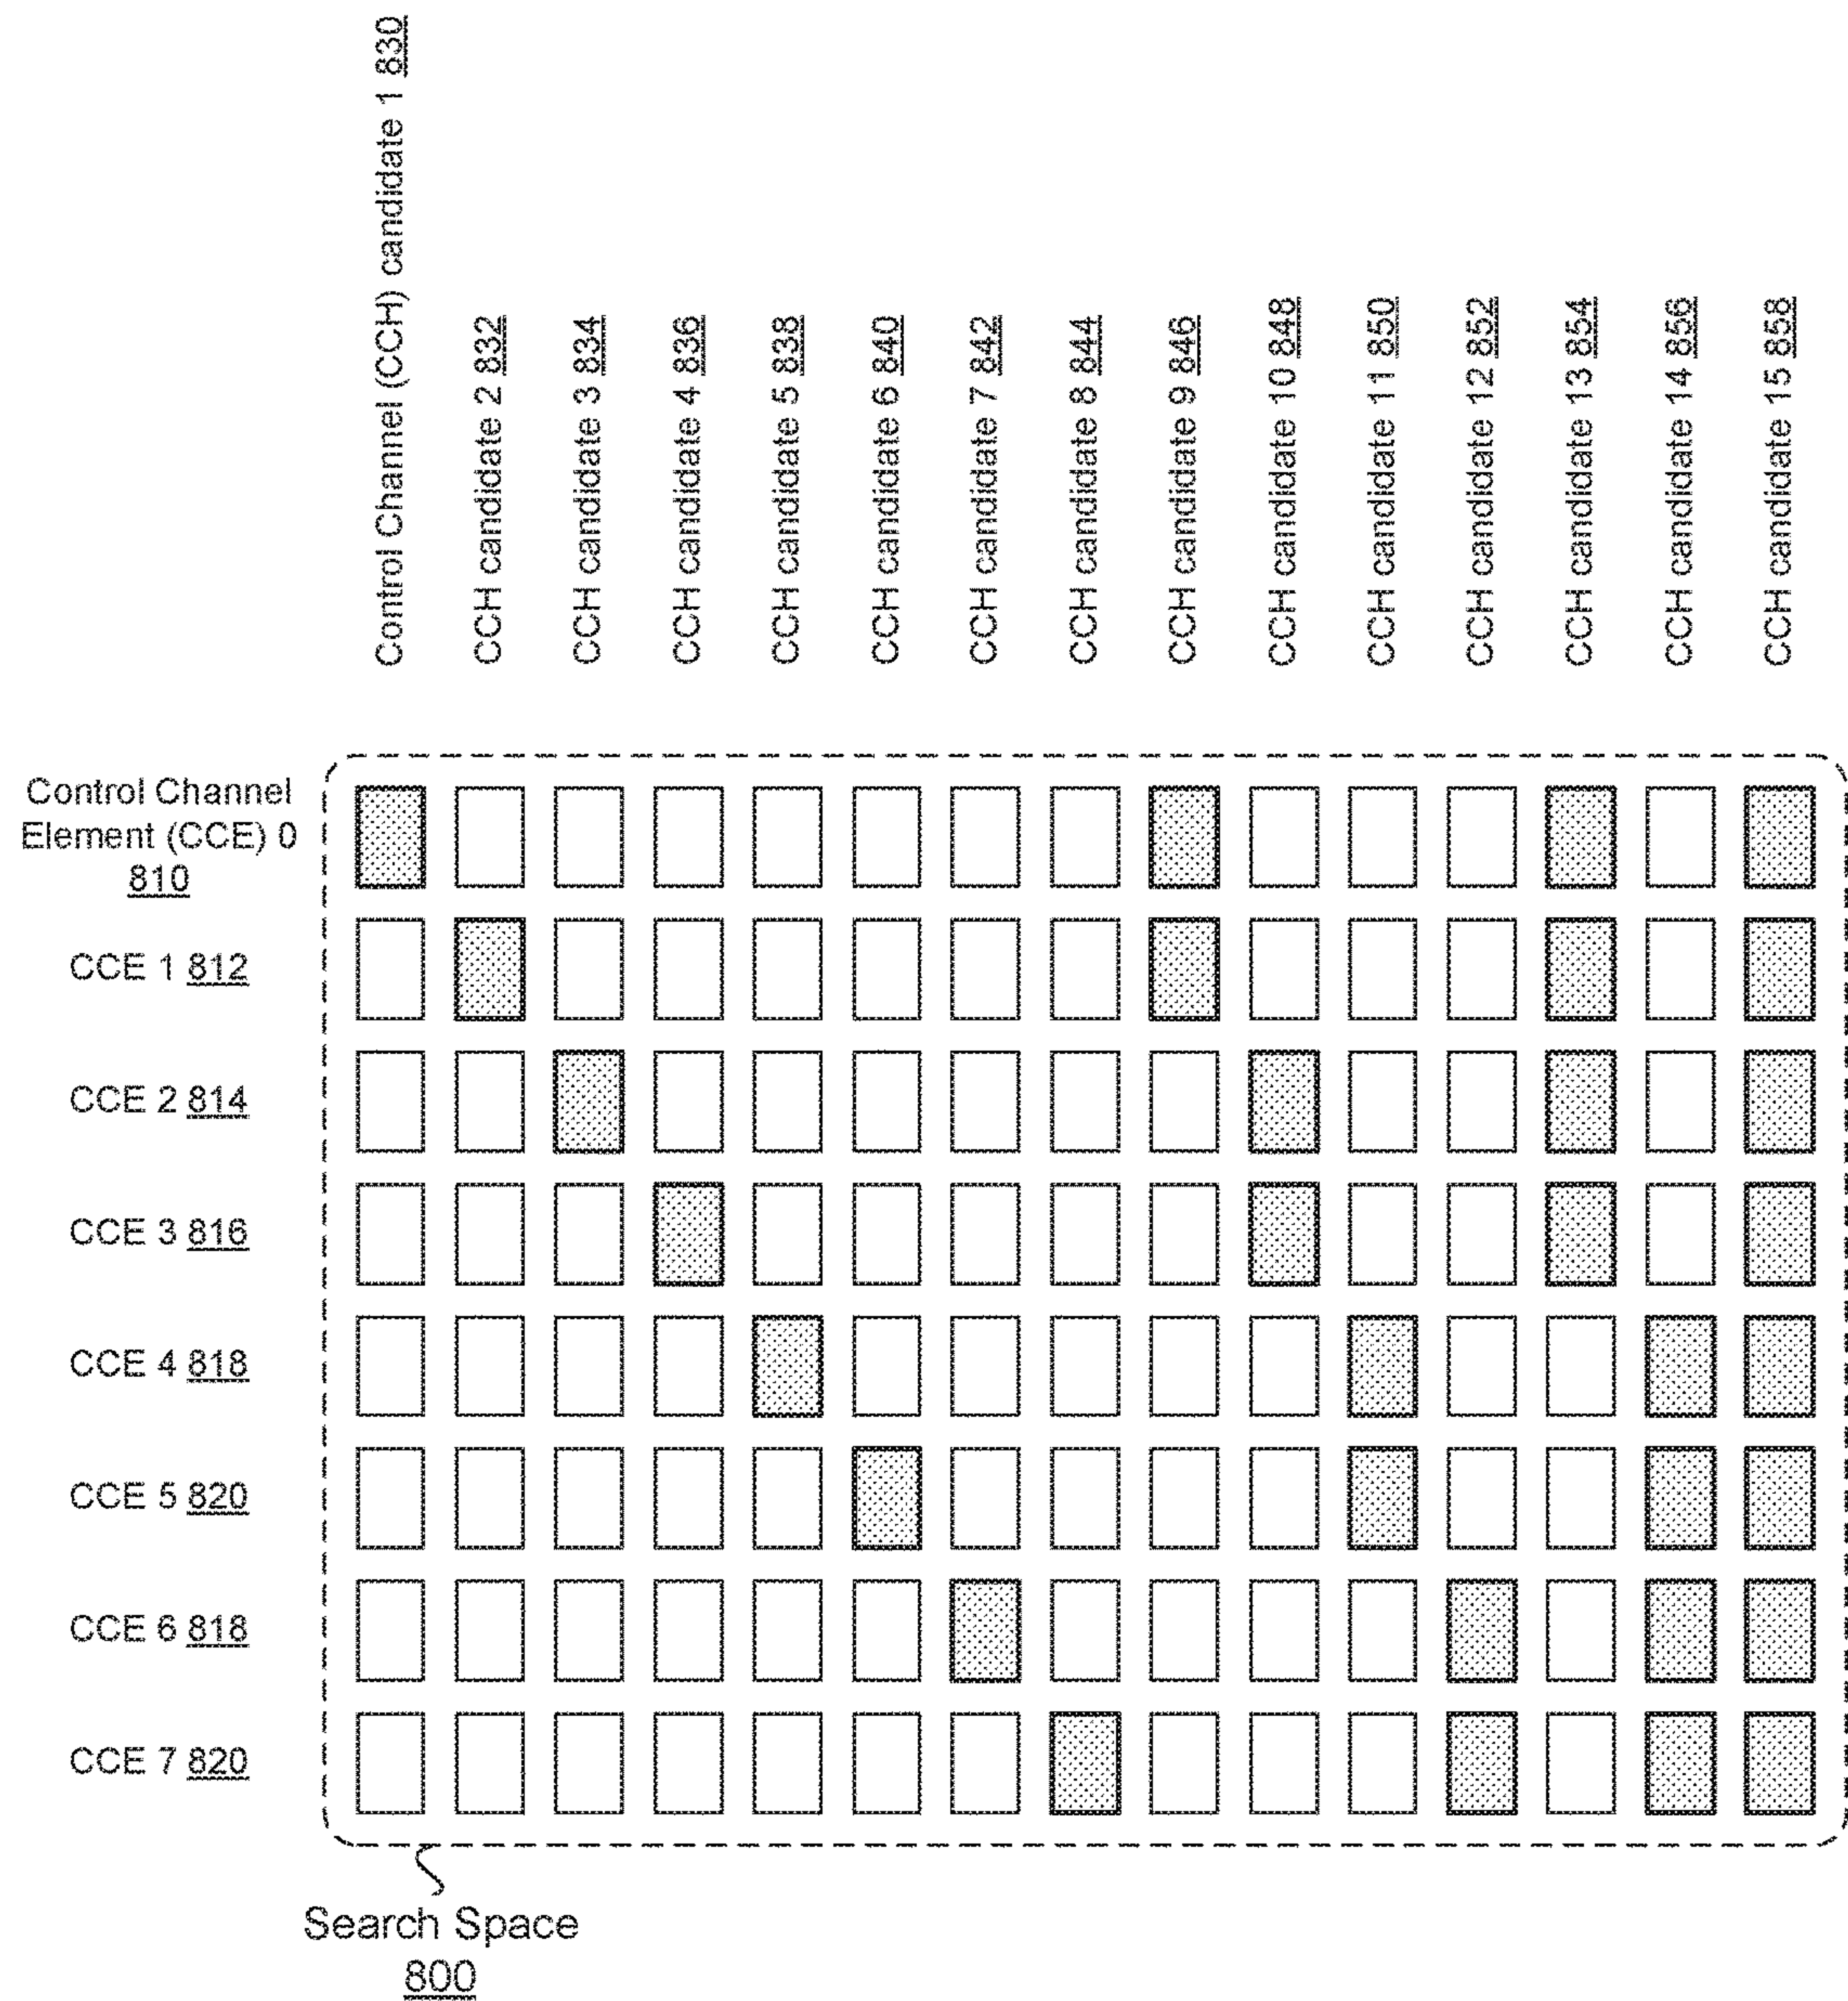 Control Channel (CCH) candidate 1 830
CCH candidate 2 832
CCH candidate 3 834
CCH candidate 4 836
CCH candidate 5 838
CCH candidate 6 840
CCH candidate 7 842
CCH candidate 8 844
CCH candidate 9 846
CCH candidate 10 848
CCH candidate 11 850
CCH candidate 12 852
CCH candidate 13 854
CCH candidate 14 856
CCH candidate 15 858
Control Channel
Element (CCE) 0
810
CCE 1 812
CCE 2 814
CCE 3 816
CCE 4 818
CCE 5 820
CCE 6 818
CCE 7 820
Search Space
800